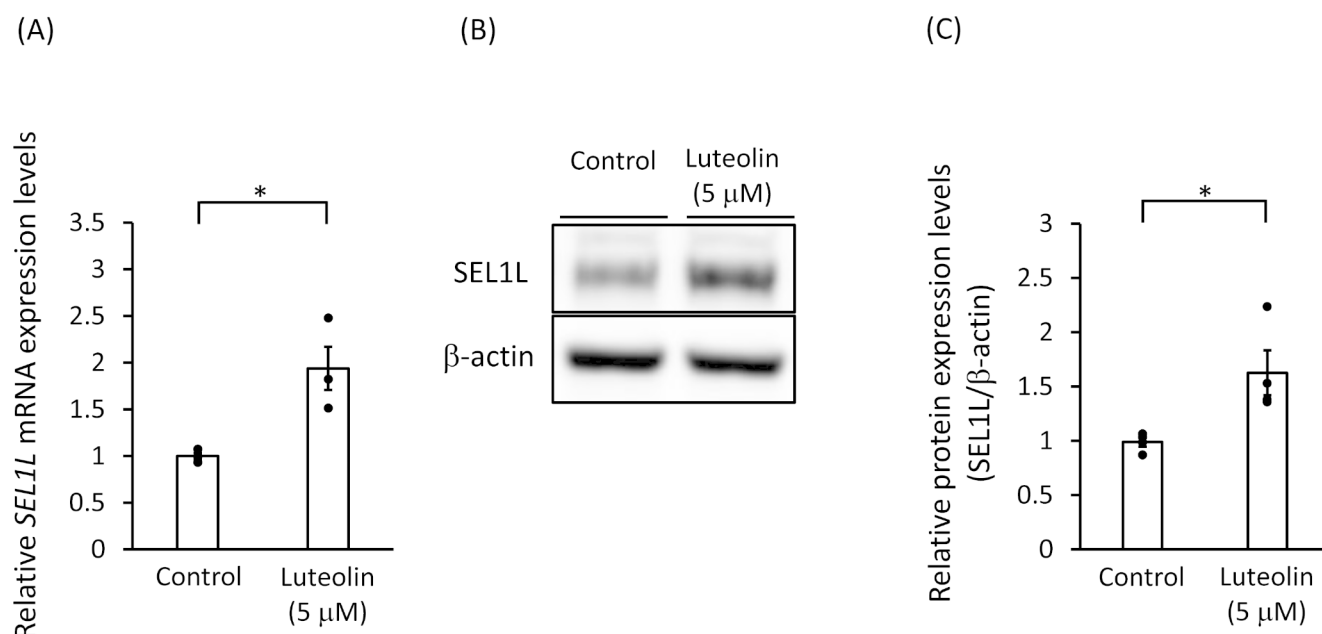 (A)
Relative SEL1L mRNA expression levels
3.5
3
2.5
2
1.5
1
0.5
0
*
Control
Luteolin
(5 μM)
(B)
Control
Luteolin
(5 μM)
SEL1L
β-actin
(C)
Relative protein expression levels
(SEL1L/β-actin)
3
2.5
2
1.5
1
0.5
0
*
Control
Luteolin
(5 μM)